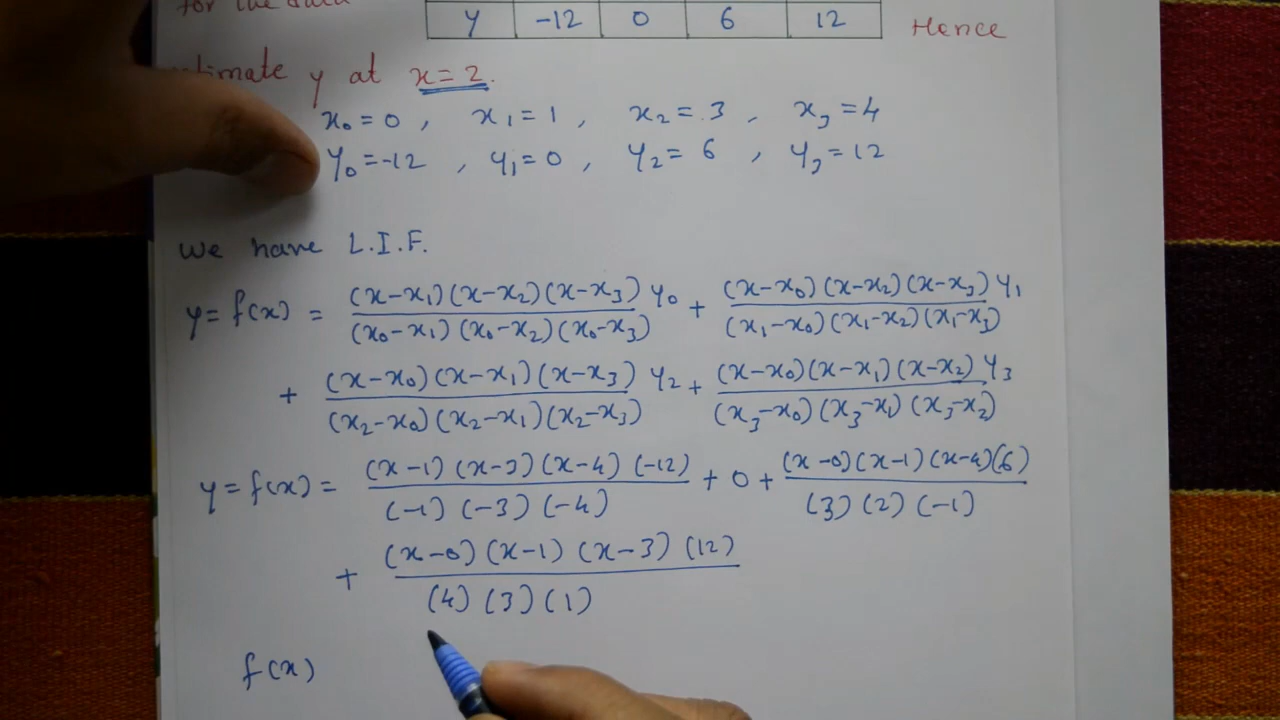 for the data
y -12 0 6 12 Hence
estimate y at x=2.
x₀=0, x₁=1, x₂=3, x₃=4
y₀=-12, y₁=0, y₂=6, y₃=12
We have L.I.F.
y=f(x) = (x-x₁)(x-x₂)(x-x₃)/(x₀-x₁)(x₀-x₂)(x₀-x₃) y₀ + (x-x₀)(x-x₂)(x-x₃)/(x₁-x₀)(x₁-x₂)(x₁-x₃) y₁
+ (x-x₀)(x-x₁)(x-x₃)/(x₂-x₀)(x₂-x₁)(x₂-x₃) y₂ + (x-x₀)(x-x₁)(x-x₂)/(x₃-x₀)(x₃-x₁)(x₃-x₂) y₃
y=f(x) = (x-1)(x-3)(x-4)(-12)/(-1)(-3)(-4) + 0 + (x-0)(x-1)(x-4)(6)/(3)(2)(-1)
+ (x-0)(x-1)(x-3)(12)/(4)(3)(1)
f(x)